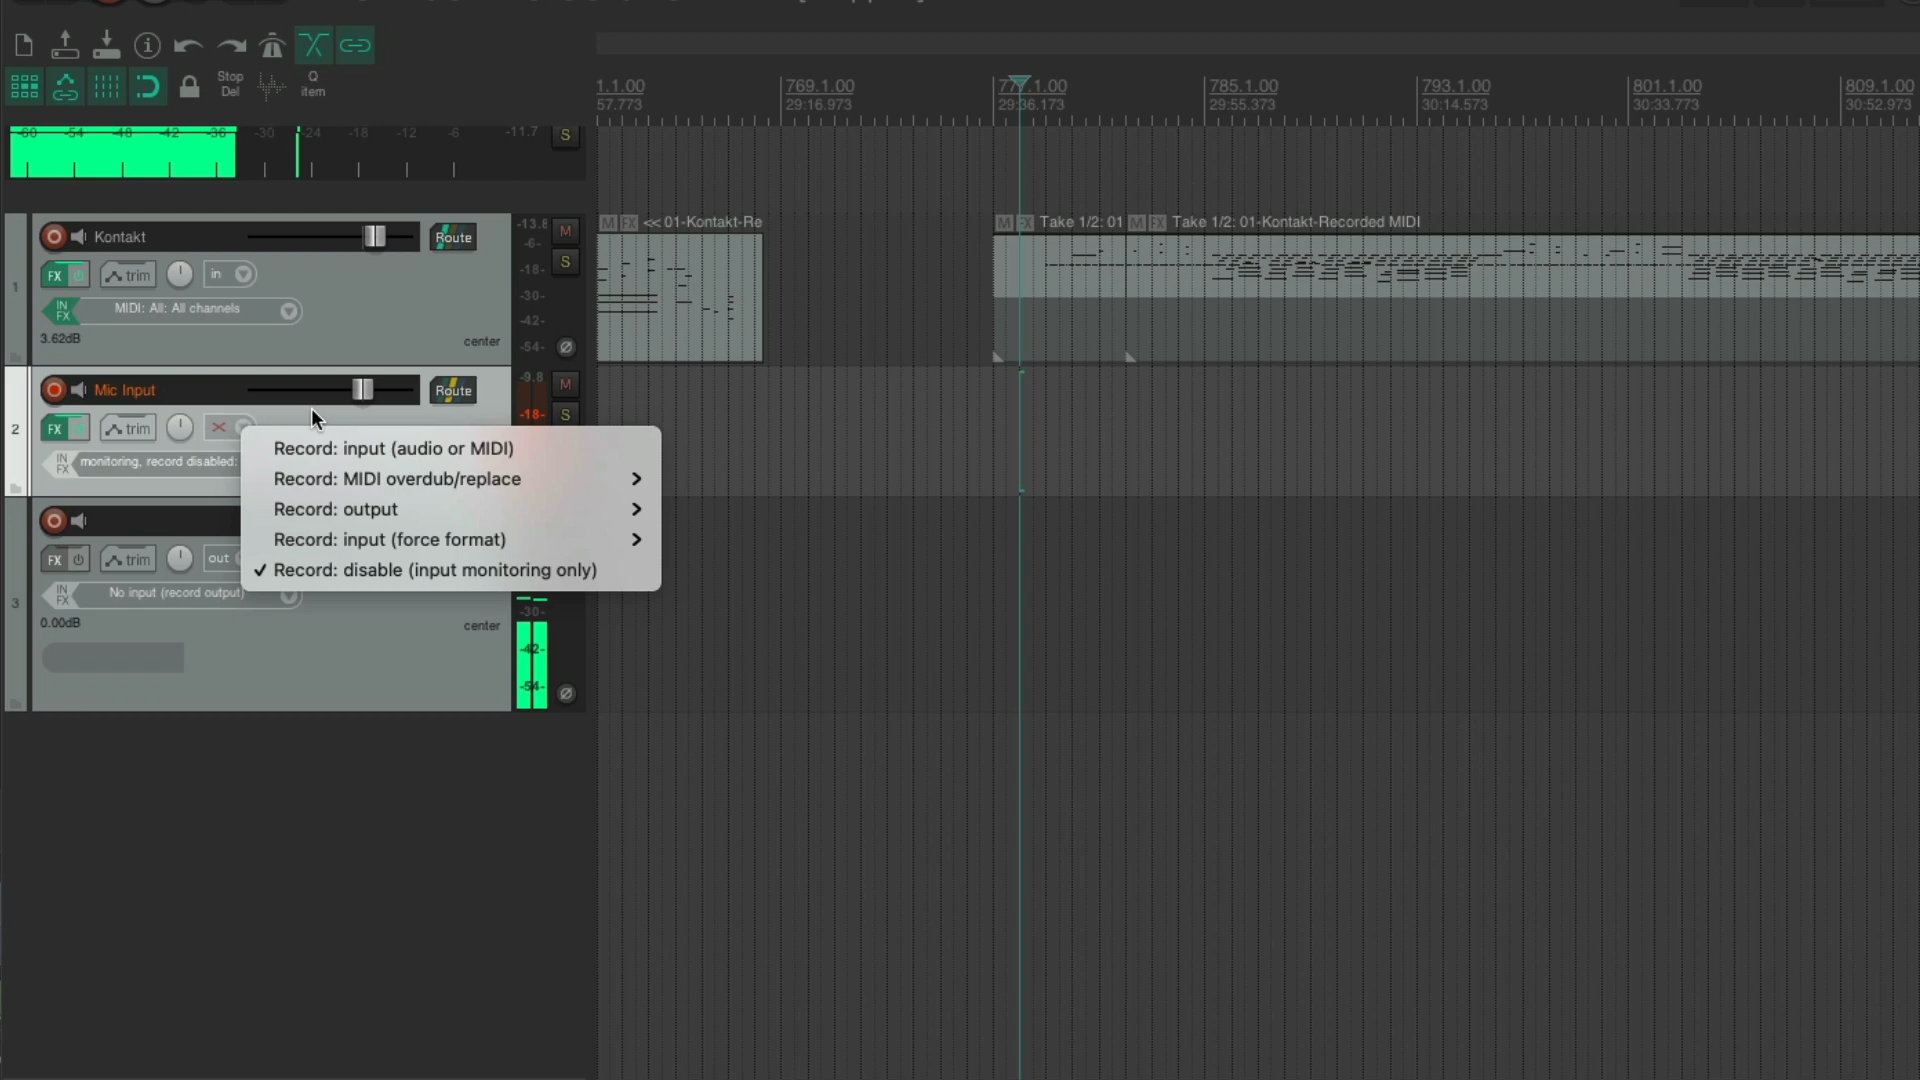 Stop
Del
Q
item
1.1.00
57.773
769.1.00
29:16.973
777.1.00
29:36.173
785.1.00
29:55.373
793.1.00
30:14.573
801.1.00
30:33.773
809.1.00
30:52.973
-60 -54 -48 -42 -36 -30 -24 -18 -12 -6 -11.7
S
1
Kontakt
Route
FX
trim
in
IN
FX
MIDI: All: All channels
3.62dB
center
-13.8
-6-
-18-
-30-
-42-
-54-
M
S
M FX << 01-Kontakt-Re
M FX Take 1/2: 01
M FX Take 1/2: 01-Kontakt-Recorded MIDI
2
Mic Input
Route
FX
trim
IN
FX
monitoring, record disabled:
-9.8
-18-
M
S
Record: input (audio or MIDI)
Record: MIDI overdub/replace
Record: output
Record: input (force format)
✓ Record: disable (input monitoring only)
3
FX
trim
out
IN
FX
No input (record output)
0.00dB
center
-30-
-42-
-54-